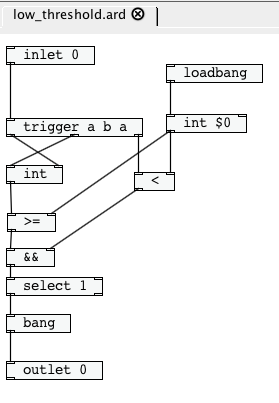 low_threshold.ard
inlet 0
loadbang
trigger a b a
int $0
int
<
>=
&&
select 1
bang
outlet 0